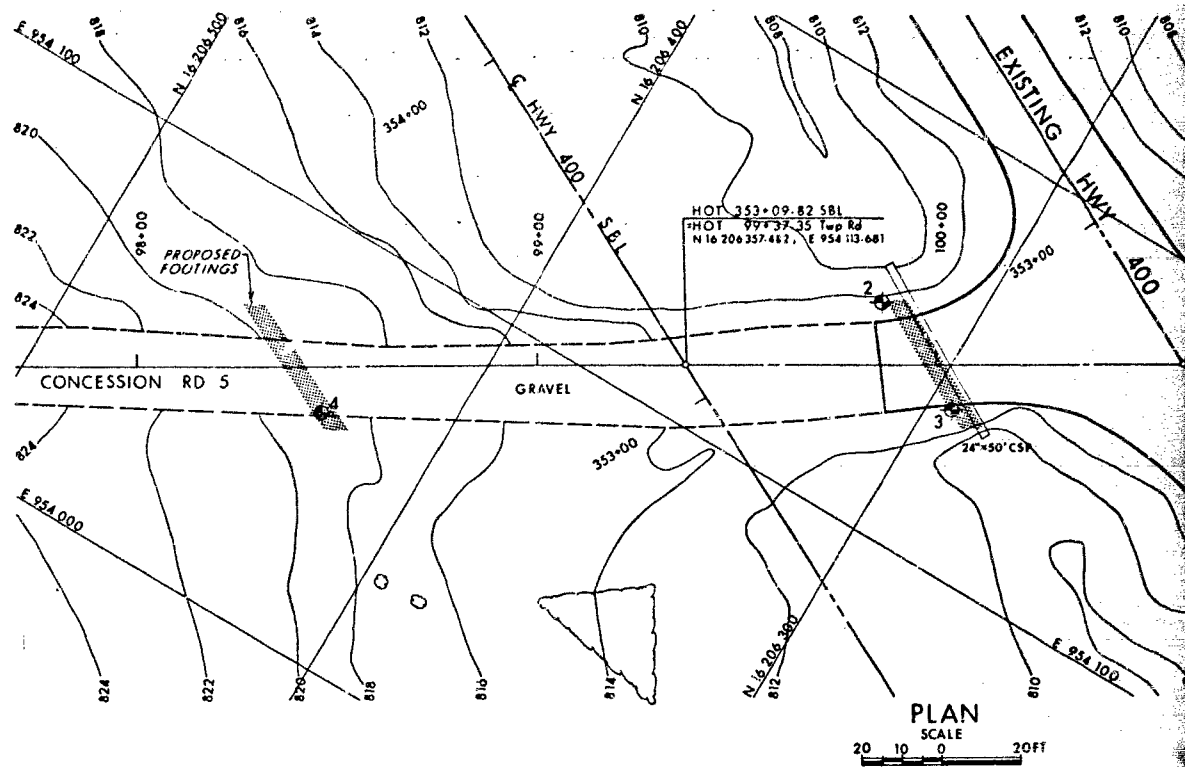 818
816
814
812
810
808
810
812
812
810
808
E 954 100
N 16 206 500
N 16 206 400
354+00
℄ HWY 400 SBL
EXISTING HWY 400
820
822
824
98+00
99+00
100+00
353+00
PROPOSED
FOOTINGS
HOT 353+09.82 SBL
=HOT 99+37.35 Twp Rd
N 16 206 357.482, E 954 113.681
2
CONCESSION RD 5
GRAVEL
4
3
24"×50' CSP
824
353+00
E 954 000
N 16 206 300
E 954 100
824
822
820
818
816
814
812
810
PLAN
SCALE
20 10 0 20FT